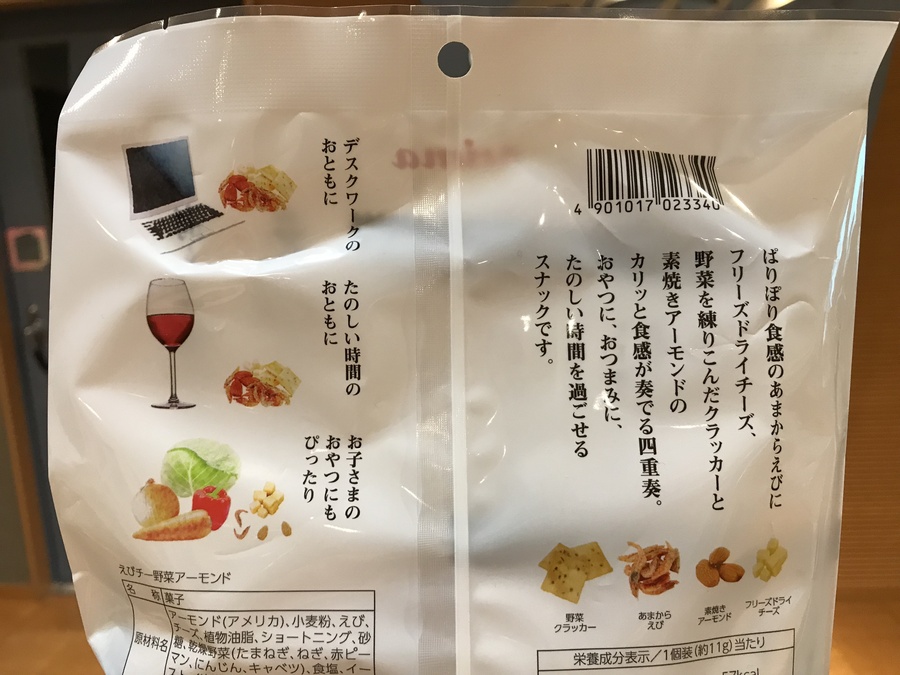 デスクワークの
おともに
たのしい時間の
おともに
お子さまの
おやつにも
ぴったり
えびチー野菜アーモンド
名 称 菓子
原材料名
アーモンド(アメリカ)、小麦粉、えび、
チーズ、植物油脂、ショートニング、砂
糖、乾燥野菜(たまねぎ、ねぎ、赤ピー
マン、にんじん、キャベツ)、食塩、イー
4 901017 023340
ぱりぽり食感のあまからえびに
フリーズドライチーズ、
野菜を練りこんだクラッカーと
素焼きアーモンドの
カリッと食感が奏でる四重奏。
おやつに、おつまみに、
たのしい時間を過ごせる
スナックです。
野菜
クラッカー
あまから
えび
素焼き
アーモンド
フリーズドライ
チーズ
栄養成分表示/1個装(約11g)当たり
57kcal